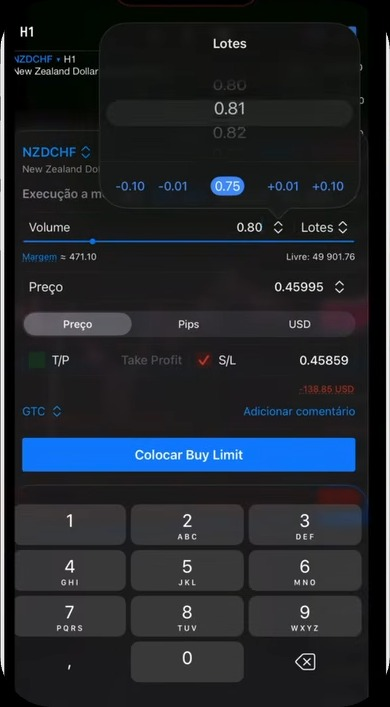 H1
NZDCHF • H1
New Zealand Dollar
Lotes
0.80
0.81
0.82
-0.10 -0.01 0.75 +0.01 +0.10
NZDCHF
New Zealand Do
Execução a m
Volume 0.80 Lotes
Margem ≈ 471.10 Livre: 49 901.76
Preço 0.45995
Preço Pips USD
T/P Take Profit S/L 0.45859
-138.85 USD
GTC Adicionar comentário
Colocar Buy Limit
1 2 3
ABC DEF
4 5 6
GHI JKL MNO
7 8 9
PQRS TUV WXYZ
, 0